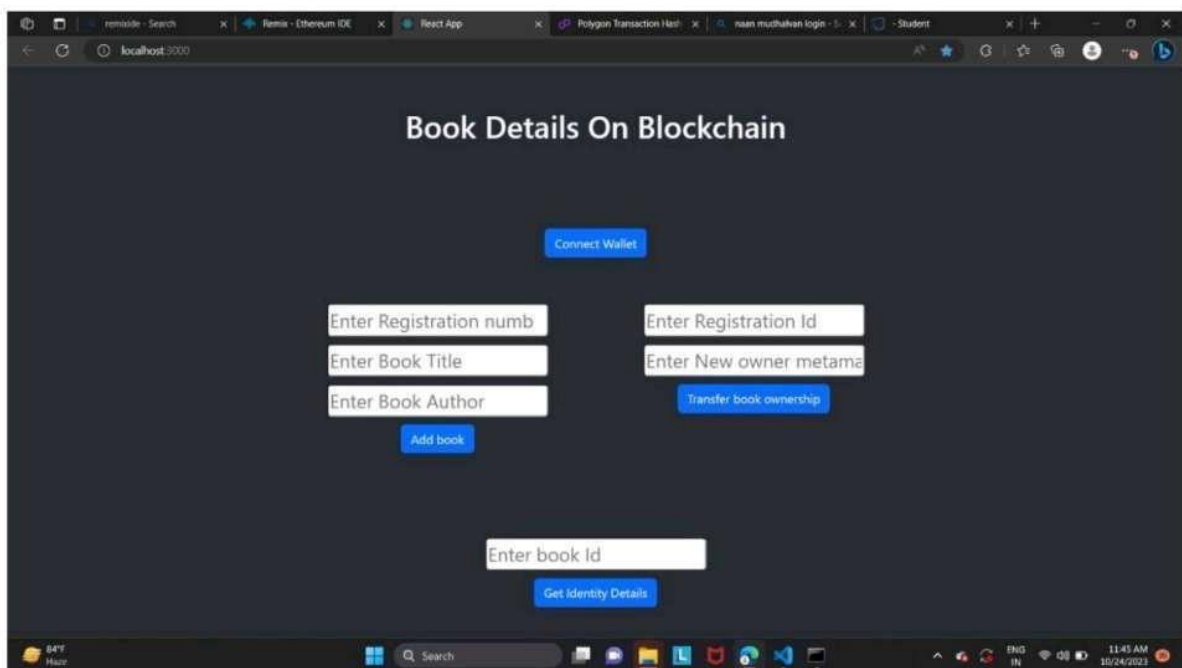 remixide - Search
Remix - Ethereum IDE
React App
Polygon Transaction Hash
naan mudhalvan login - S
- Student
localhost:3000
Book Details On Blockchain
Connect Wallet
Enter Registration numb
Enter Registration Id
Enter Book Title
Enter New owner metama
Enter Book Author
Transfer book ownership
Add book
Enter book Id
Get Identity Details
84°F
Haze
Search
ENG
IN
11:45 AM
10/24/2023